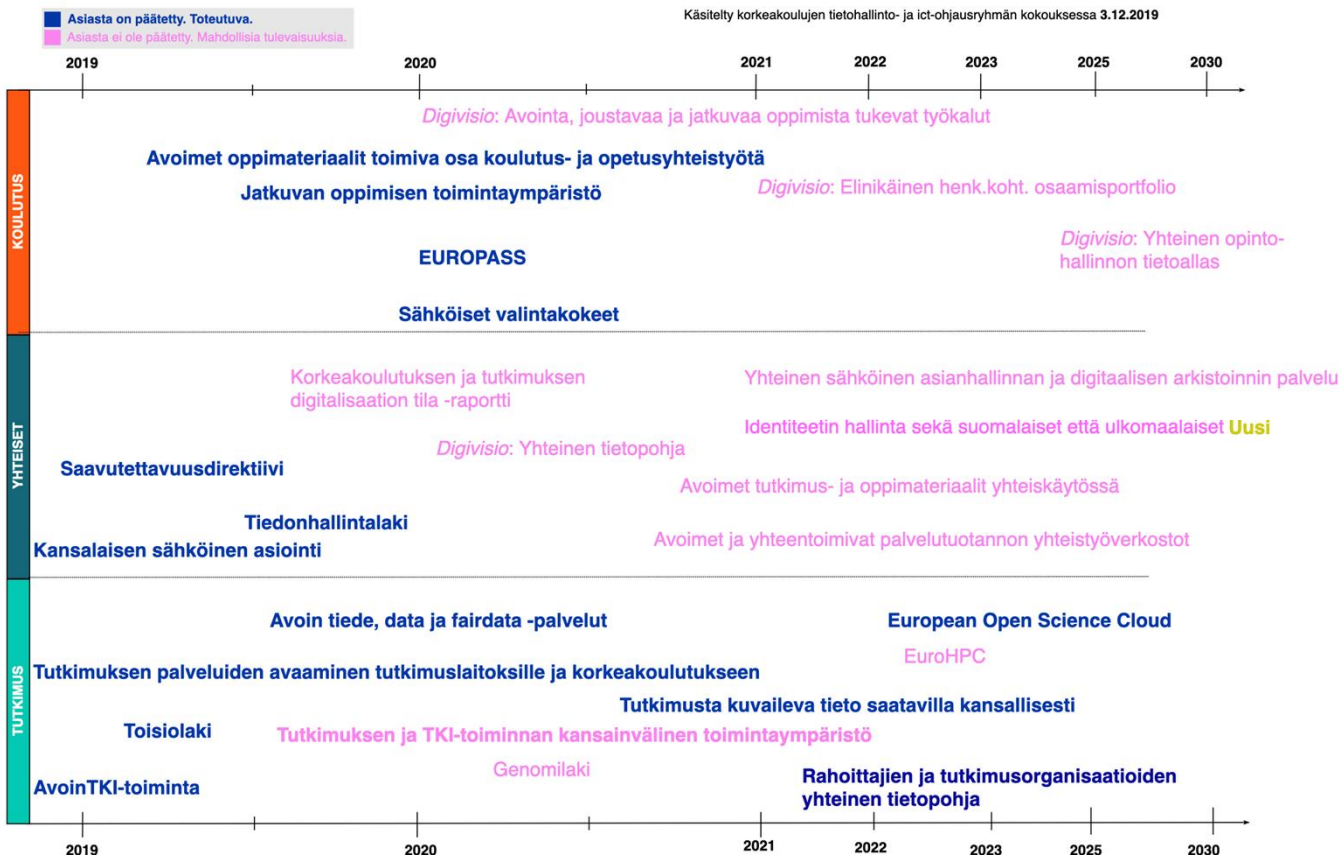 Asiasta on päätetty. Toteutuva.
Asiasta ei ole päätetty. Mahdollisia tulevaisuuksia.
Käsitelty korkeakoulujen tietohallinto- ja ict-ohjausryhmän kokouksessa 3.12.2019
2019 2020 2021 2022 2023 2025 2030
KOULUTUS
Digivisio: Avointa, joustavaa ja jatkuvaa oppimista tukevat työkalut
Avoimet oppimateriaalit toimiva osa koulutus- ja opetusyhteistyötä
Jatkuvan oppimisen toimintaympäristö
Digivisio: Elinikäinen henk.koht. osaamisportfolio
Digivisio: Yhteinen opinto-
hallinnon tietoallas
EUROPASS
Sähköiset valintakokeet
YHTEISET
Korkeakoulutuksen ja tutkimuksen
digitalisaation tila -raportti
Yhteinen sähköinen asianhallinnan ja digitaalisen arkistoinnin palvelu
Identiteetin hallinta sekä suomalaiset että ulkomaalaiset Uusi
Digivisio: Yhteinen tietopohja
Saavutettavuusdirektiivi
Avoimet tutkimus- ja oppimateriaalit yhteiskäytössä
Tiedonhallintalaki
Avoimet ja yhteentoimivat palvelutuotannon yhteistyöverkostot
Kansalaisen sähköinen asiointi
TUTKIMUS
Avoin tiede, data ja fairdata -palvelut
European Open Science Cloud
EuroHPC
Tutkimuksen palveluiden avaaminen tutkimuslaitoksille ja korkeakoulutukseen
Tutkimusta kuvaileva tieto saatavilla kansallisesti
Toisiolaki
Tutkimuksen ja TKI-toiminnan kansainvälinen toimintaympäristö
Genomilaki
AvoinTKI-toiminta
Rahoittajien ja tutkimusorganisaatioiden
yhteinen tietopohja
2019 2020 2021 2022 2023 2025 2030